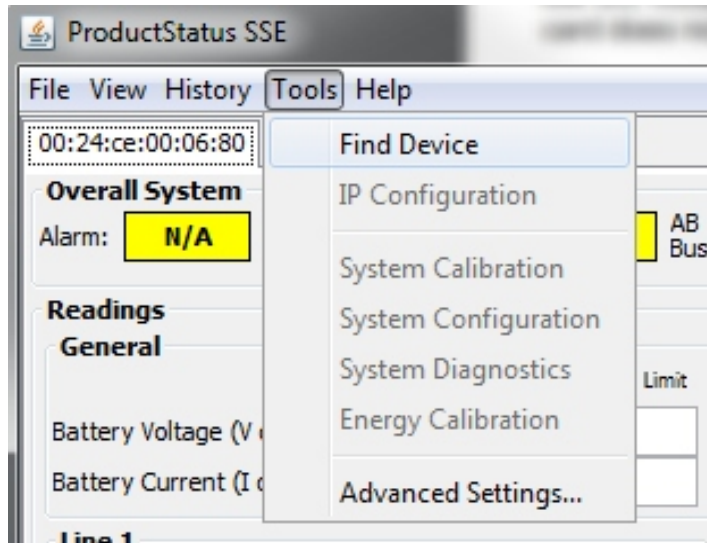 ProductStatus SSE
File View History Tools Help
00:24:ce:00:06:80
Find Device
IP Configuration
System Calibration
System Configuration
System Diagnostics
Energy Calibration
Advanced Settings...
Overall System
Alarm: N/A
AB
Bus
Readings
General
Limit
Battery Voltage (V
Battery Current (I
Line 1